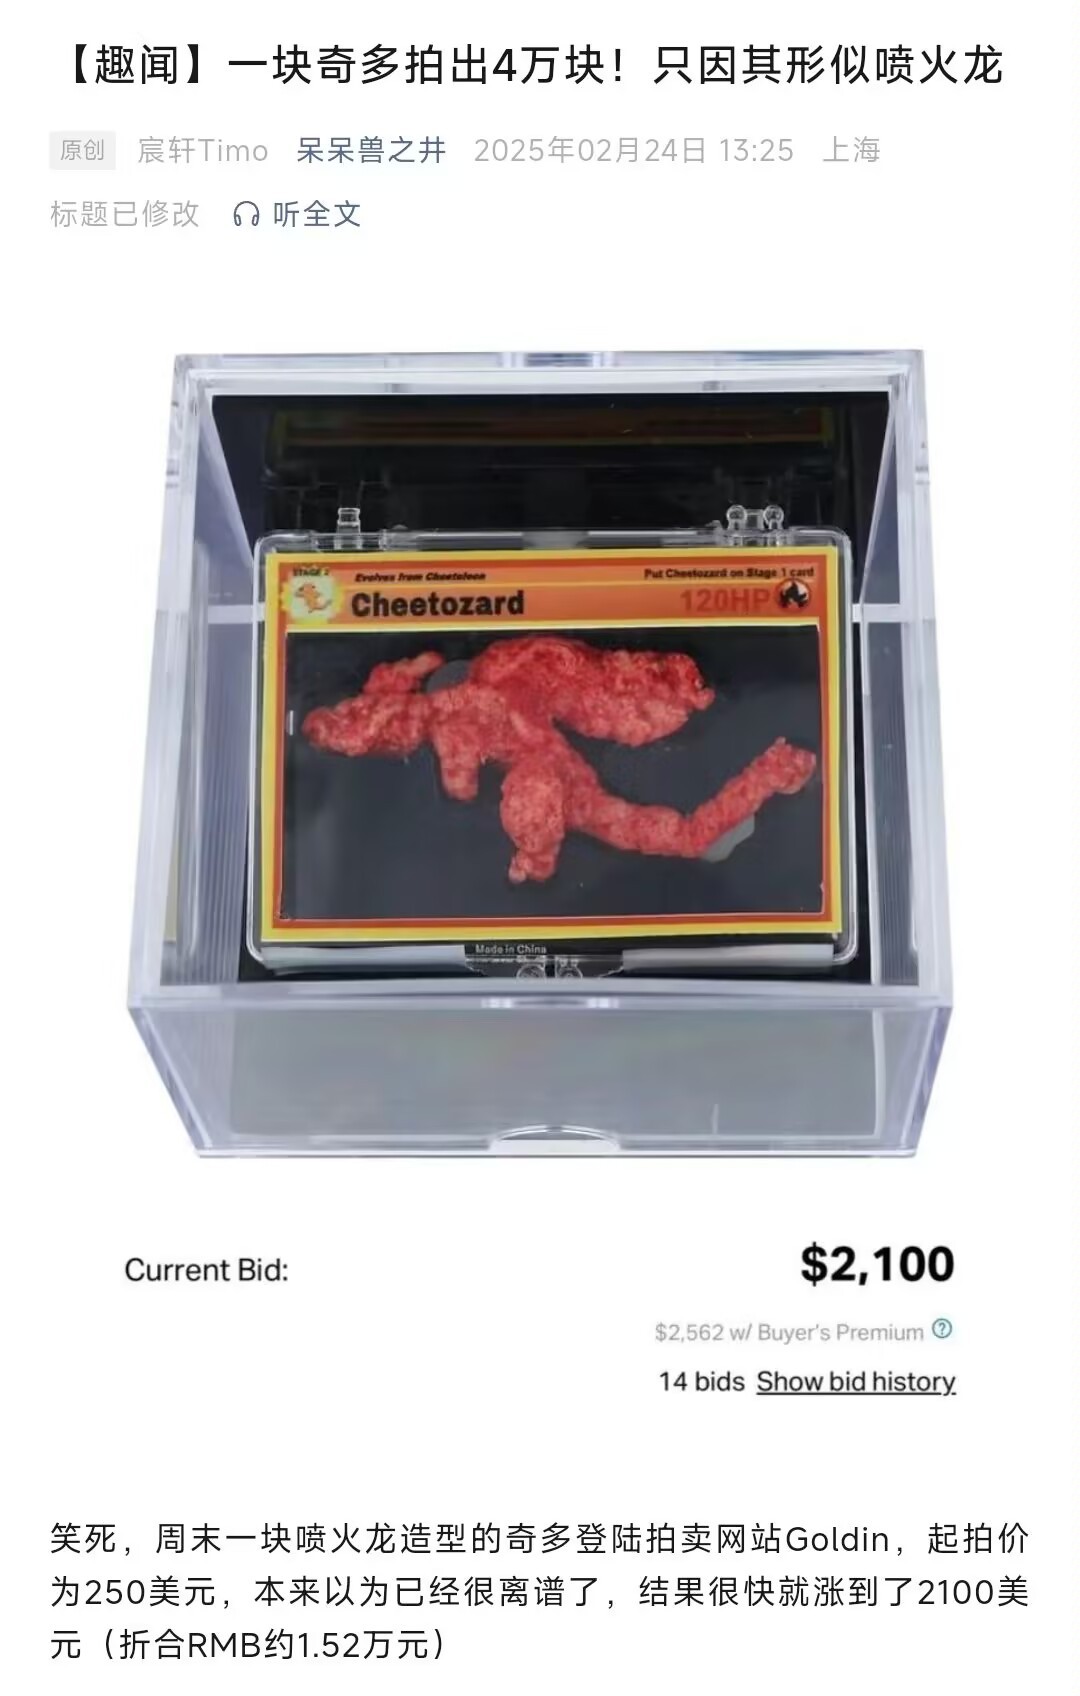 【趣闻】一块奇多拍出4万块！只因其形似喷火龙
原创 宸轩Timo 呆呆兽之井 2025年02月24日 13:25 上海
标题已修改 听全文
STAGE 2 Evolves from Cheetoleon Put Cheetozard on Stage 1 card
Cheetozard 120HP
Made in China
Current Bid: $2,100
$2,562 w/ Buyer's Premium ?
14 bids Show bid history
笑死，周末一块喷火龙造型的奇多登陆拍卖网站Goldin，起拍价
为250美元，本来以为已经很离谱了，结果很快就涨到了2100美
元（折合RMB约1.52万元）